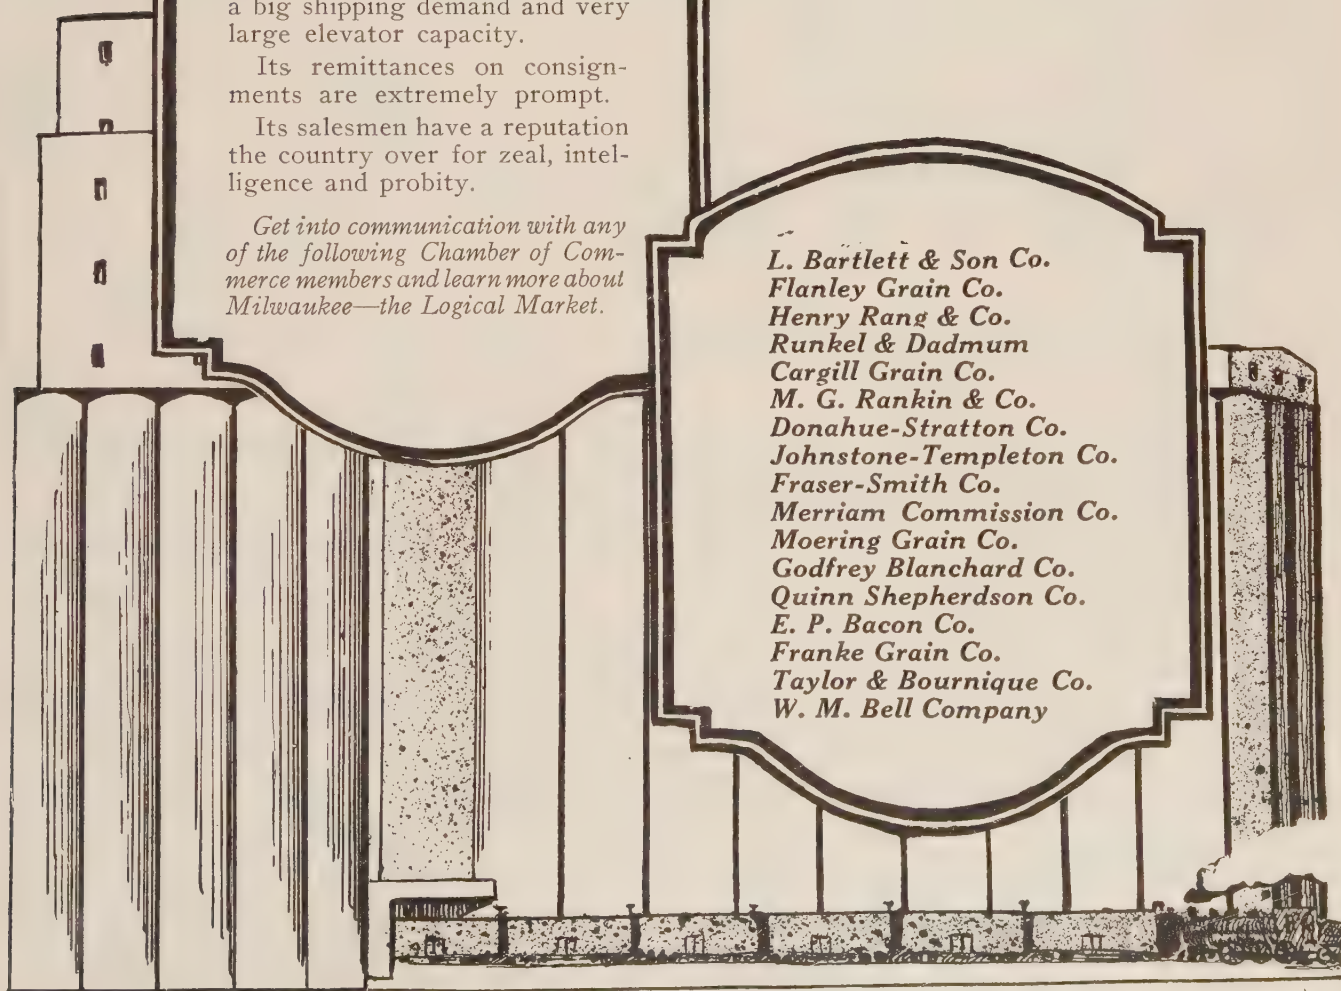 a big shipping demand and very
large elevator capacity.
Its remittances on consign-
ments are extremely prompt.
Its salesmen have a reputation
the country over for zeal, intel-
ligence and probity.
Get into communication with any
of the following Chamber of Com-
merce members and learn more about
Milwaukee—the Logical Market.
L. Bartlett & Son Co.
Flanley Grain Co.
Henry Rang & Co.
Runkel & Dadmum
Cargill Grain Co.
M. G. Rankin & Co.
Donahue-Stratton Co.
Johnstone-Templeton Co.
Fraser-Smith Co.
Merriam Commission Co.
Moering Grain Co.
Godfrey Blanchard Co.
Quinn Shepherdson Co.
E. P. Bacon Co.
Franke Grain Co.
Taylor & Bournique Co.
W. M. Bell Company